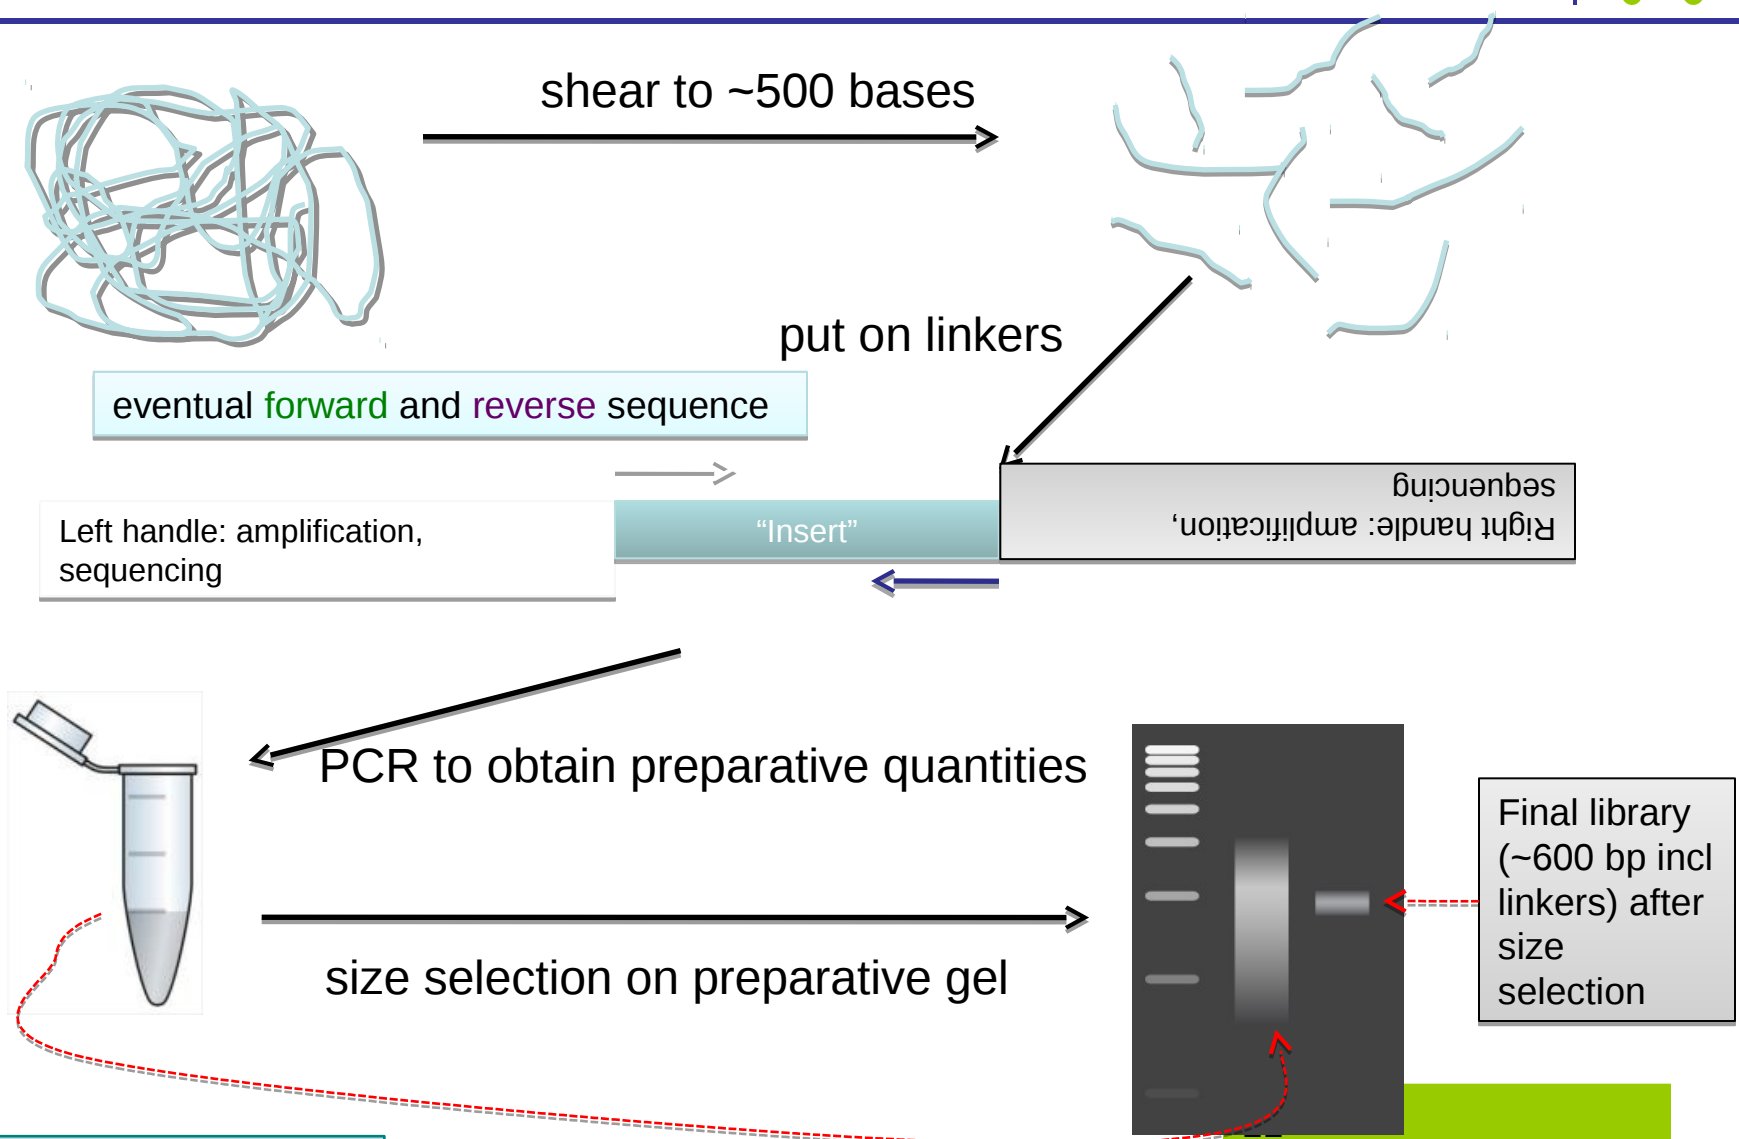 shear to ~500 bases
put on linkers
eventual forward and reverse sequence
Left handle: amplification,
sequencing
“Insert”
Right handle: amplification,
sequencing
PCR to obtain preparative quantities
size selection on preparative gel
Final library
(~600 bp incl
linkers) after
size
selection